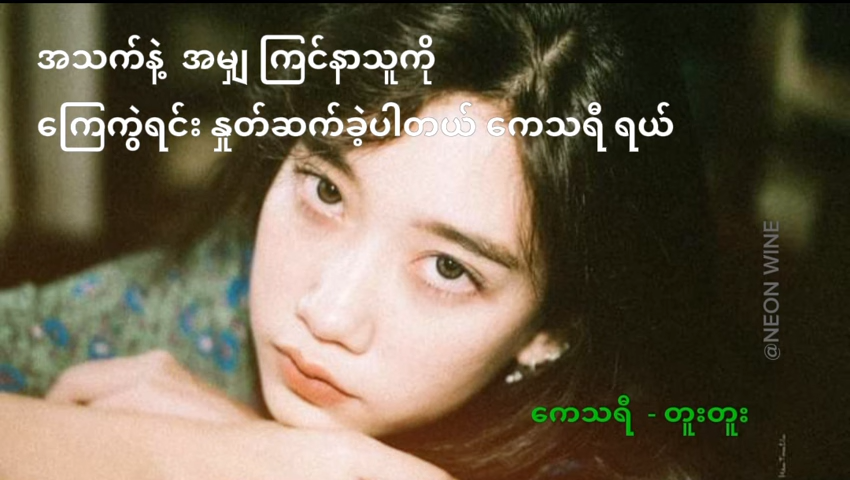 အသက်နဲ့ အမျှ ကြင်နာသူကို
ကြေကွဲရင်း နှုတ်ဆက်ခဲ့ပါတယ် ကေသရီ ရယ်
@NEON WINE
ကေသရီ - တူးတူး